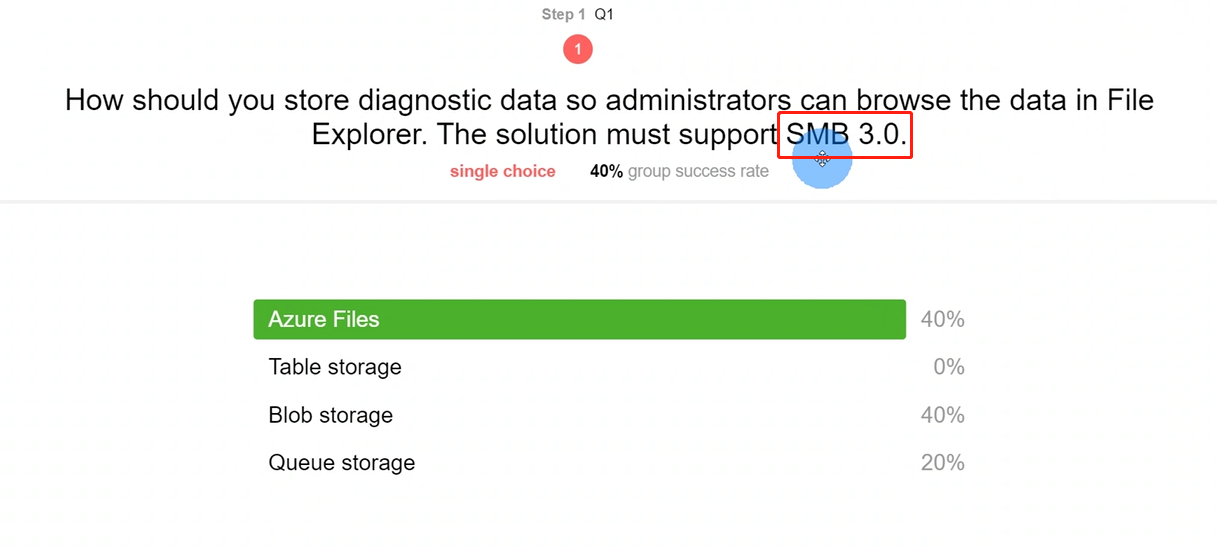 Step 1 Q1
1
How should you store diagnostic data so administrators can browse the data in File
Explorer. The solution must support SMB 3.0.
single choice 40% group success rate
Azure Files 40%
Table storage 0%
Blob storage 40%
Queue storage 20%